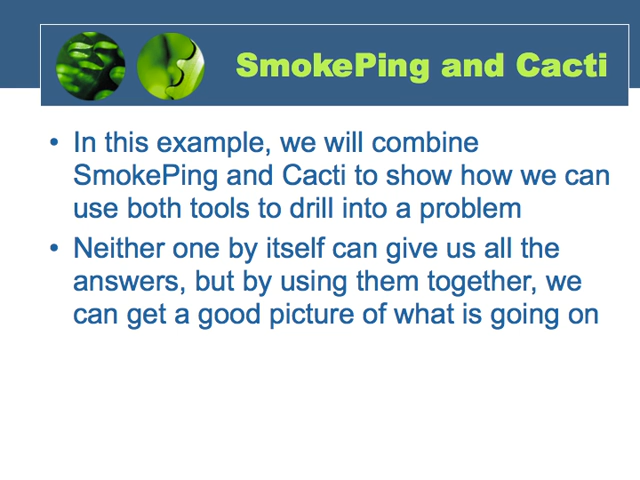 SmokePing and Cacti
• In this example, we will combine
SmokePing and Cacti to show how we can
use both tools to drill into a problem
• Neither one by itself can give us all the
answers, but by using them together, we
can get a good picture of what is going on